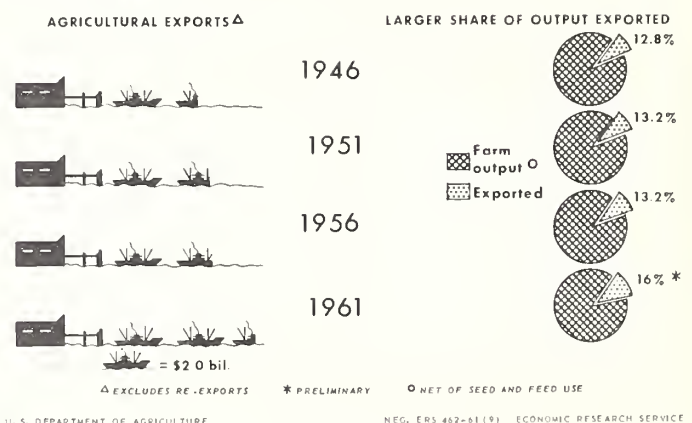 AGRICULTURAL EXPORTS△
LARGER SHARE OF OUTPUT EXPORTED
1946
12.8%
1951
13.2%
Farm
output O
Exported
1956
13.2%
1961
16% *
= $2.0 bil.
△ EXCLUDES RE-EXPORTS
* PRELIMINARY
O NET OF SEED AND FEED USE
U. S. DEPARTMENT OF AGRICULTURE
NEG. ERS 462-61 (9) ECONOMIC RESEARCH SERVICE